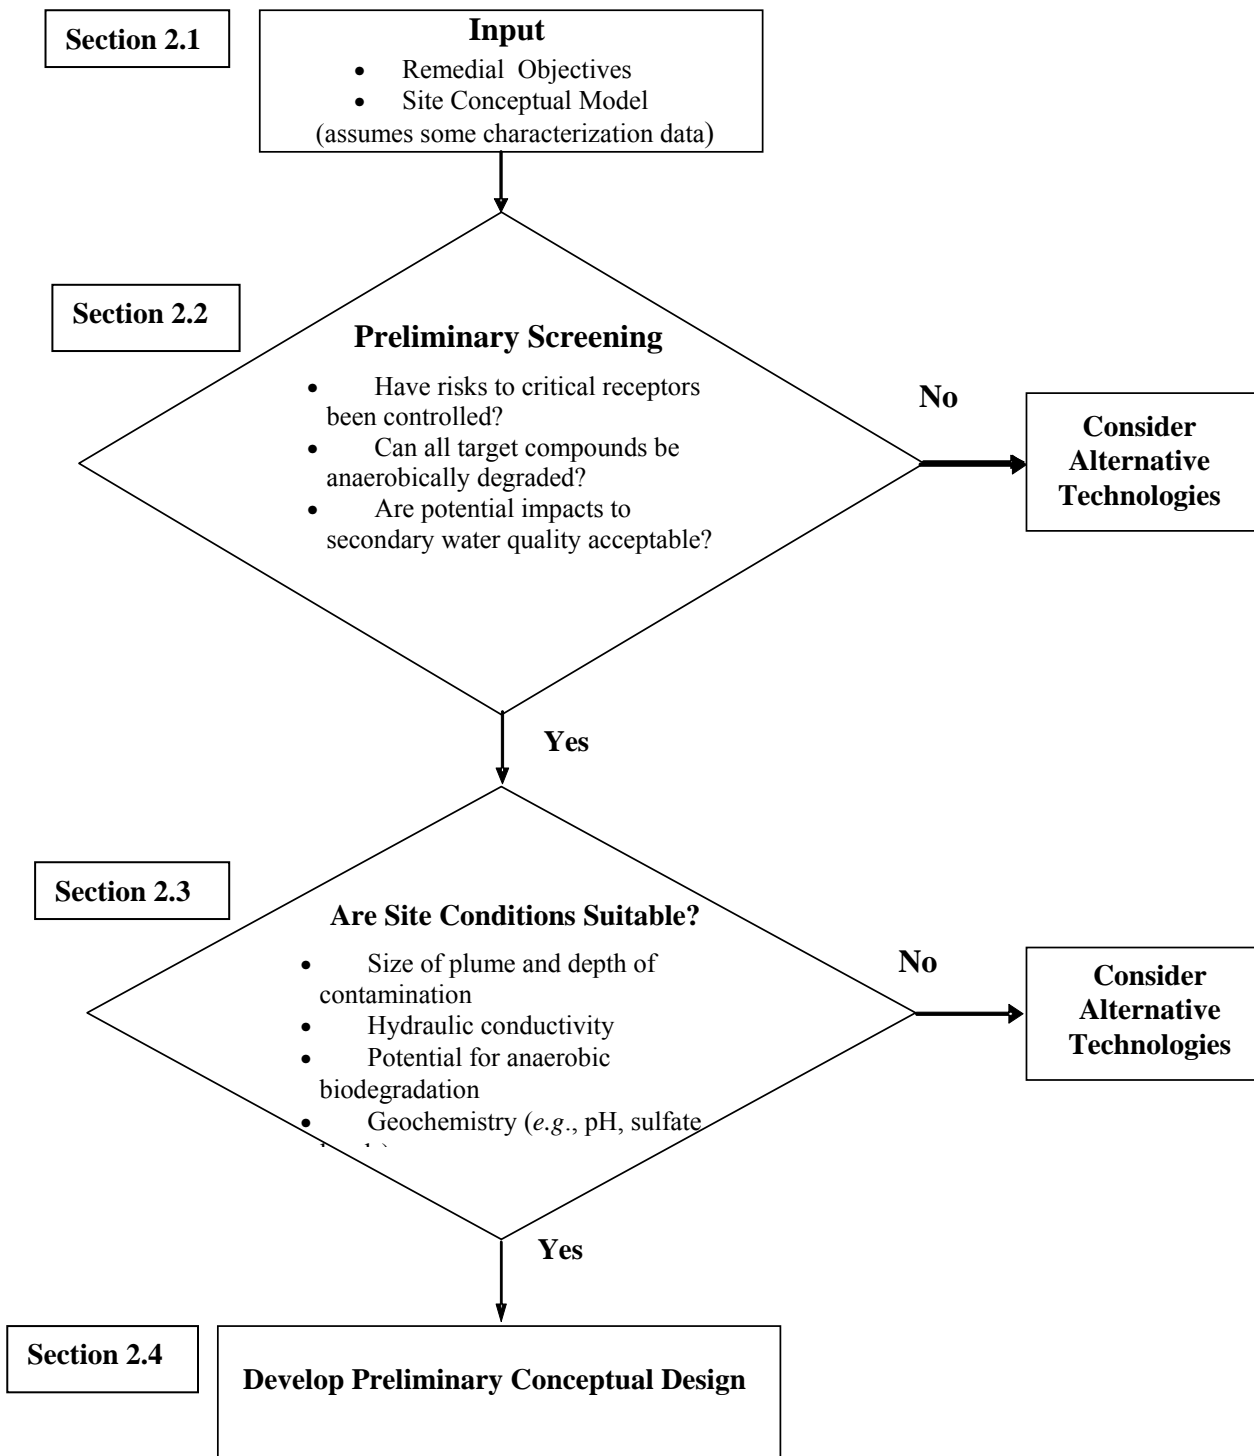 Section 2.1
Input
• Remedial Objectives
• Site Conceptual Model
(assumes some characterization data)
Section 2.2
Preliminary Screening
• Have risks to critical receptors
been controlled?
• Can all target compounds be
anaerobically degraded?
• Are potential impacts to
secondary water quality acceptable?
No
Consider
Alternative
Technologies
Yes
Section 2.3
Are Site Conditions Suitable?
• Size of plume and depth of
contamination
• Hydraulic conductivity
• Potential for anaerobic
biodegradation
• Geochemistry (e.g., pH, sulfate
No
Consider
Alternative
Technologies
Yes
Section 2.4
Develop Preliminary Conceptual Design